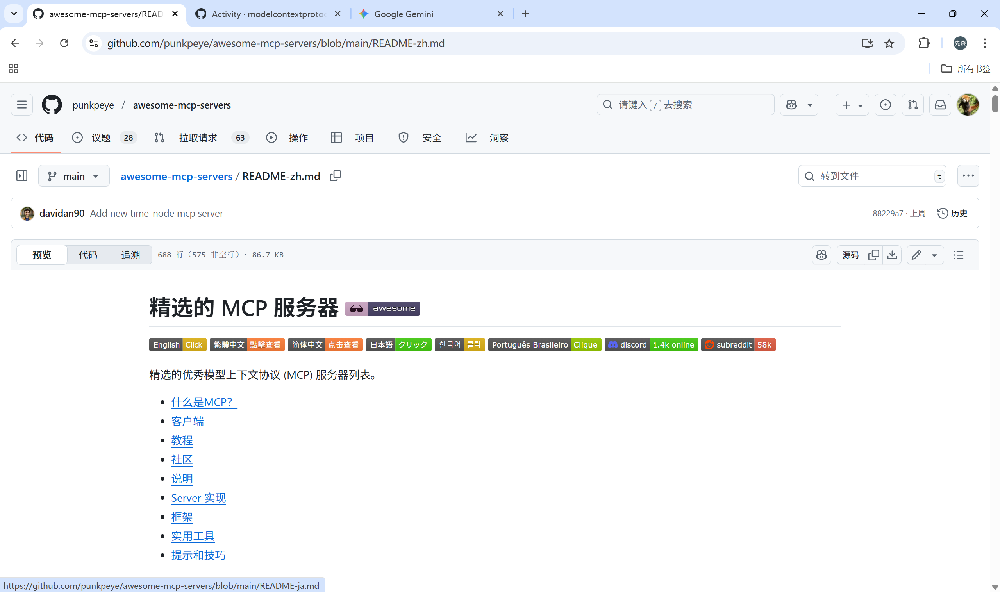 awesome-mcp-servers/READ
Activity · modelcontextprotoc
Google Gemini
github.com/punkpeye/awesome-mcp-servers/blob/main/README-zh.md
先森
所有书签
punkpeye / awesome-mcp-servers
请键入 / 去搜索
代码
议题 28
拉取请求 63
操作
项目
安全
洞察
main
awesome-mcp-servers / README-zh.md
转到文件 t
davidan90 Add new time-node mcp server
88229a7 · 上周
历史
预览 代码 追溯
688 行 (575 非空行) · 86.7 KB
源码
精选的 MCP 服务器 awesome
English Click 繁體中文 點擊查看 简体中文 点击查看 日本語 クリック 한국어 클릭 Português Brasileiro Clique discord 1.4k online subreddit 58k
精选的优秀模型上下文协议 (MCP) 服务器列表。
什么是MCP？
客户端
教程
社区
说明
Server 实现
框架
实用工具
提示和技巧
https://github.com/punkpeye/awesome-mcp-servers/blob/main/README-ja.md